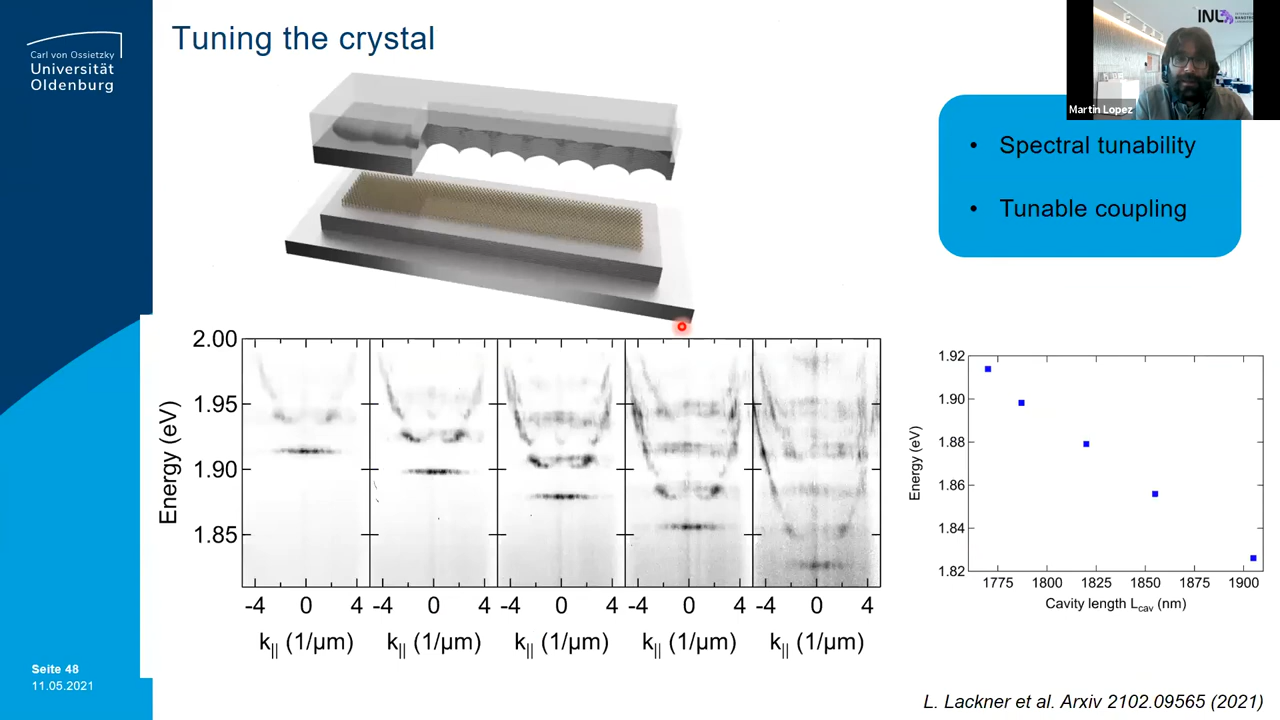 Carl von Ossietzky
Universität
Oldenburg
Tuning the crystal
INL
Martin Lopez
• Spectral tunability
• Tunable coupling
2.00
1.95
1.90
1.85
Energy (eV)
-4 0 4 -4 0 4 -4 0 4 -4 0 4 -4 0 4
k|| (1/µm) k|| (1/µm) k|| (1/µm) k|| (1/µm) k|| (1/µm)
1.92
1.90
1.88
1.86
1.84
1.82
Energy (eV)
1775 1800 1825 1850 1875 1900
Cavity length Lcav (nm)
Seite 48
11.05.2021
L. Lackner et al. Arxiv 2102.09565 (2021)